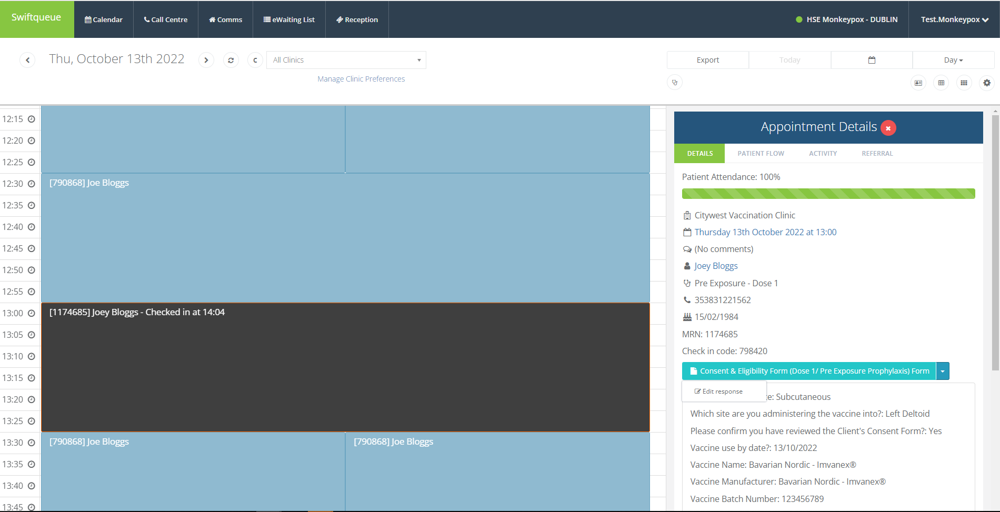 Swiftqueue
Calendar
Call Centre
Comms
eWaiting List
Reception
HSE Monkeypox - DUBLIN
Test.Monkeypox
Thu, October 13th 2022
C
All Clinics
Manage Clinic Preferences
Export
Today
Day
12:15
12:20
12:25
12:30
[790868] Joe Bloggs
12:35
12:40
12:45
12:50
12:55
13:00
[1174685] Joey Bloggs - Checked in at 14:04
13:05
13:10
13:15
13:20
13:25
13:30
[790868] Joe Bloggs
[790868] Joe Bloggs
13:35
13:40
13:45
Appointment Details
DETAILS
PATIENT FLOW
ACTIVITY
REFERRAL
Patient Attendance: 100%
Citywest Vaccination Clinic
Thursday 13th October 2022 at 13:00
(No comments)
Joey Bloggs
Pre Exposure - Dose 1
353831221562
15/02/1984
MRN: 1174685
Check in code: 798420
Consent & Eligibility Form (Dose 1/ Pre Exposure Prophylaxis) Form
Edit response
: Subcutaneous
Which site are you administering the vaccine into?: Left Deltoid
Please confirm you have reviewed the Client's Consent Form?: Yes
Vaccine use by date?: 13/10/2022
Vaccine Name: Bavarian Nordic - Imvanex®
Vaccine Manufacturer: Bavarian Nordic - Imvanex®
Vaccine Batch Number: 123456789